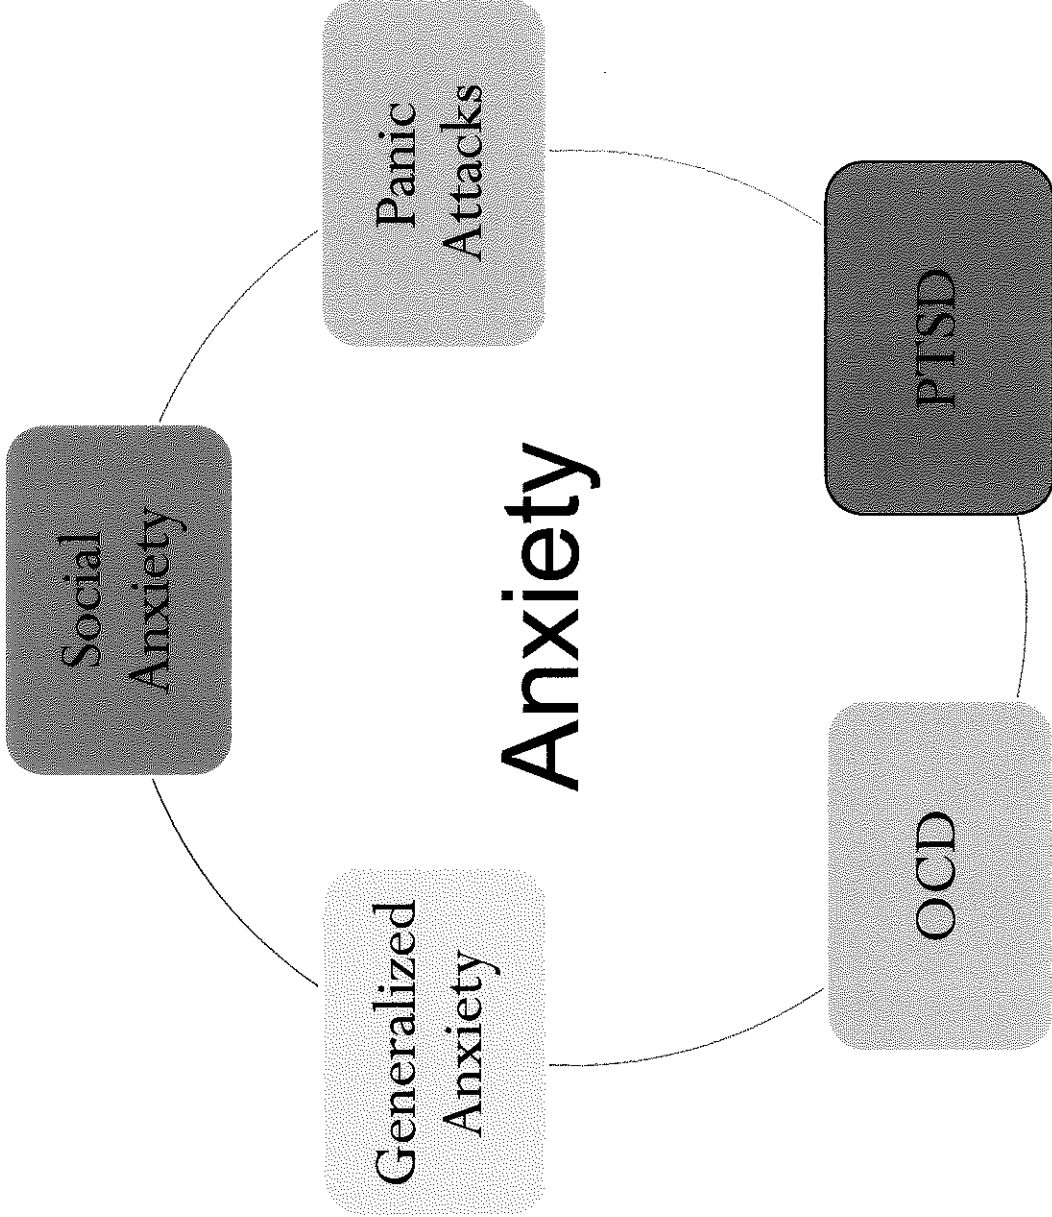 Social
Anxiety
Panic
Attacks
PTSD
OCD
Generalized
Anxiety
Anxiety